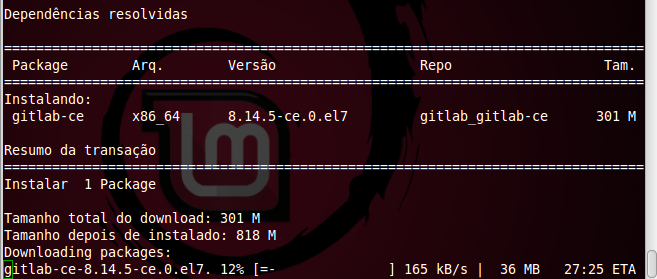 Dependências resolvidas
================================================================================
Package Arq. Versão Repo Tam.
================================================================================
Instalando:
gitlab-ce x86_64 8.14.5-ce.0.el7 gitlab_gitlab-ce 301 M
Resumo da transação
================================================================================
Instalar 1 Package
Tamanho total do download: 301 M
Tamanho depois de instalado: 818 M
Downloading packages:
gitlab-ce-8.14.5-ce.0.el7. 12% [=- ] 165 kB/s | 36 MB 27:25 ETA